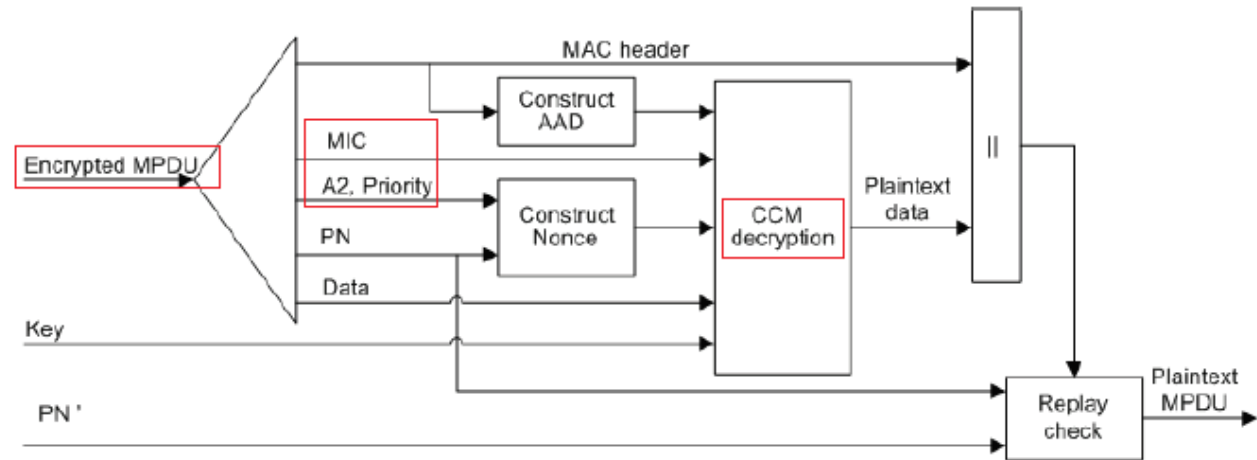 MAC header
Construct
AAD
MIC
Encrypted MPDU
A2, Priority
Construct
Nonce
PN
Data
Key
CCM
decryption
Plaintext
data
||
PN '
Replay
check
Plaintext
MPDU